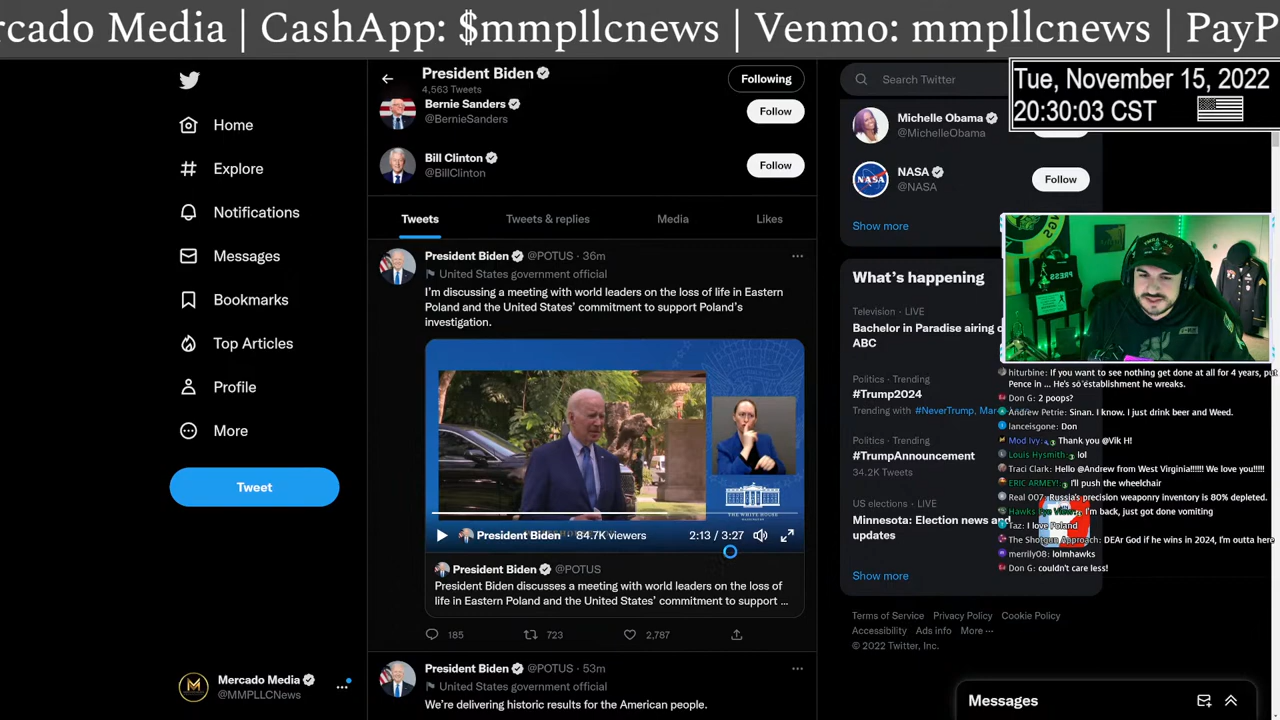 rcado Media | CashApp: $mmpllcnews | Venmo: mmpllcnews | PayP
Tue, November 15, 2022
20:30:03 CST
Home
Explore
Notifications
Messages
Bookmarks
Top Articles
Profile
More
Tweet
Mercado Media
@MMPLLCNews
President Biden
4,563 Tweets
Following
Bernie Sanders
@BernieSanders
Follow
Bill Clinton
@BillClinton
Follow
Tweets
Tweets & replies
Media
Likes
President Biden @POTUS · 36m
United States government official
I'm discussing a meeting with world leaders on the loss of life in Eastern
Poland and the United States' commitment to support Poland's
investigation.
THE WHITE HOUSE
WASHINGTON
President Biden 84.7K viewers
2:13 / 3:27
President Biden @POTUS
President Biden discusses a meeting with world leaders on the loss of
life in Eastern Poland and the United States' commitment to support ...
185
723
2,787
President Biden @POTUS · 53m
United States government official
We're delivering historic results for the American people.
Search Twitter
Michelle Obama
@MichelleObama
NASA
NASA
@NASA
Follow
Show more
What's happening
Television · LIVE
Bachelor in Paradise airing o
ABC
Politics · Trending
#Trump2024
Trending with #NeverTrump, Mar
Politics · Trending
#TrumpAnnouncement
34.2K Tweets
US elections · LIVE
Minnesota: Election news and
updates
Show more
Terms of Service Privacy Policy Cookie Policy
Accessibility Ads info More ···
© 2022 Twitter, Inc.
PRESS
hiturbine: If you want to see nothing get done at all for 4 years, put
Pence in ... He's so establishment he wreaks.
Don G: 2 poops?
Andrew Petrie: Sinan. I know. I just drink beer and Weed.
lanceisgone: Don
Mod Ivy: Thank you @Vik H!
Louis Hysmith: lol
Traci Clark: Hello @Andrew from West Virginia!!!!!! We love you!!!!!
ERIC ARMEY!: I'll push the wheelchair
Real 007: Russia's precision weaponry inventory is 80% depleted.
I'm back, just got done vomiting
Taz: I love Poland
The Shotgun Approach: DEAr God if he wins in 2024, I'm outta here
merrily08: lolmhawks
Don G: couldn't care less!
Messages